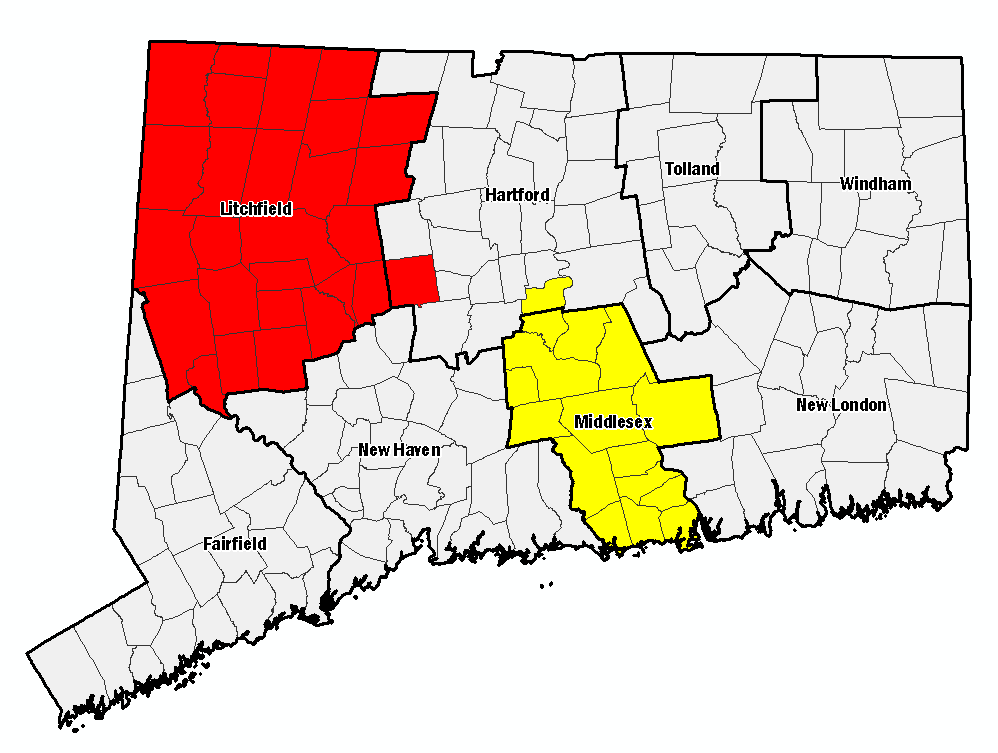 Tolland
Windham
Hartford
Litchfield
New London
Middlesex
New Haven
Fairfield